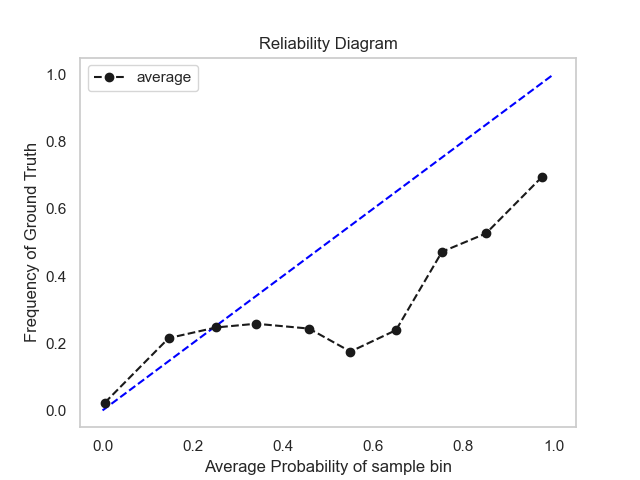 Reliability Diagram
average
Frequency of Ground Truth
1.0
0.8
0.6
0.4
0.2
0.0
0.0 0.2 0.4 0.6 0.8 1.0
Average Probability of sample bin